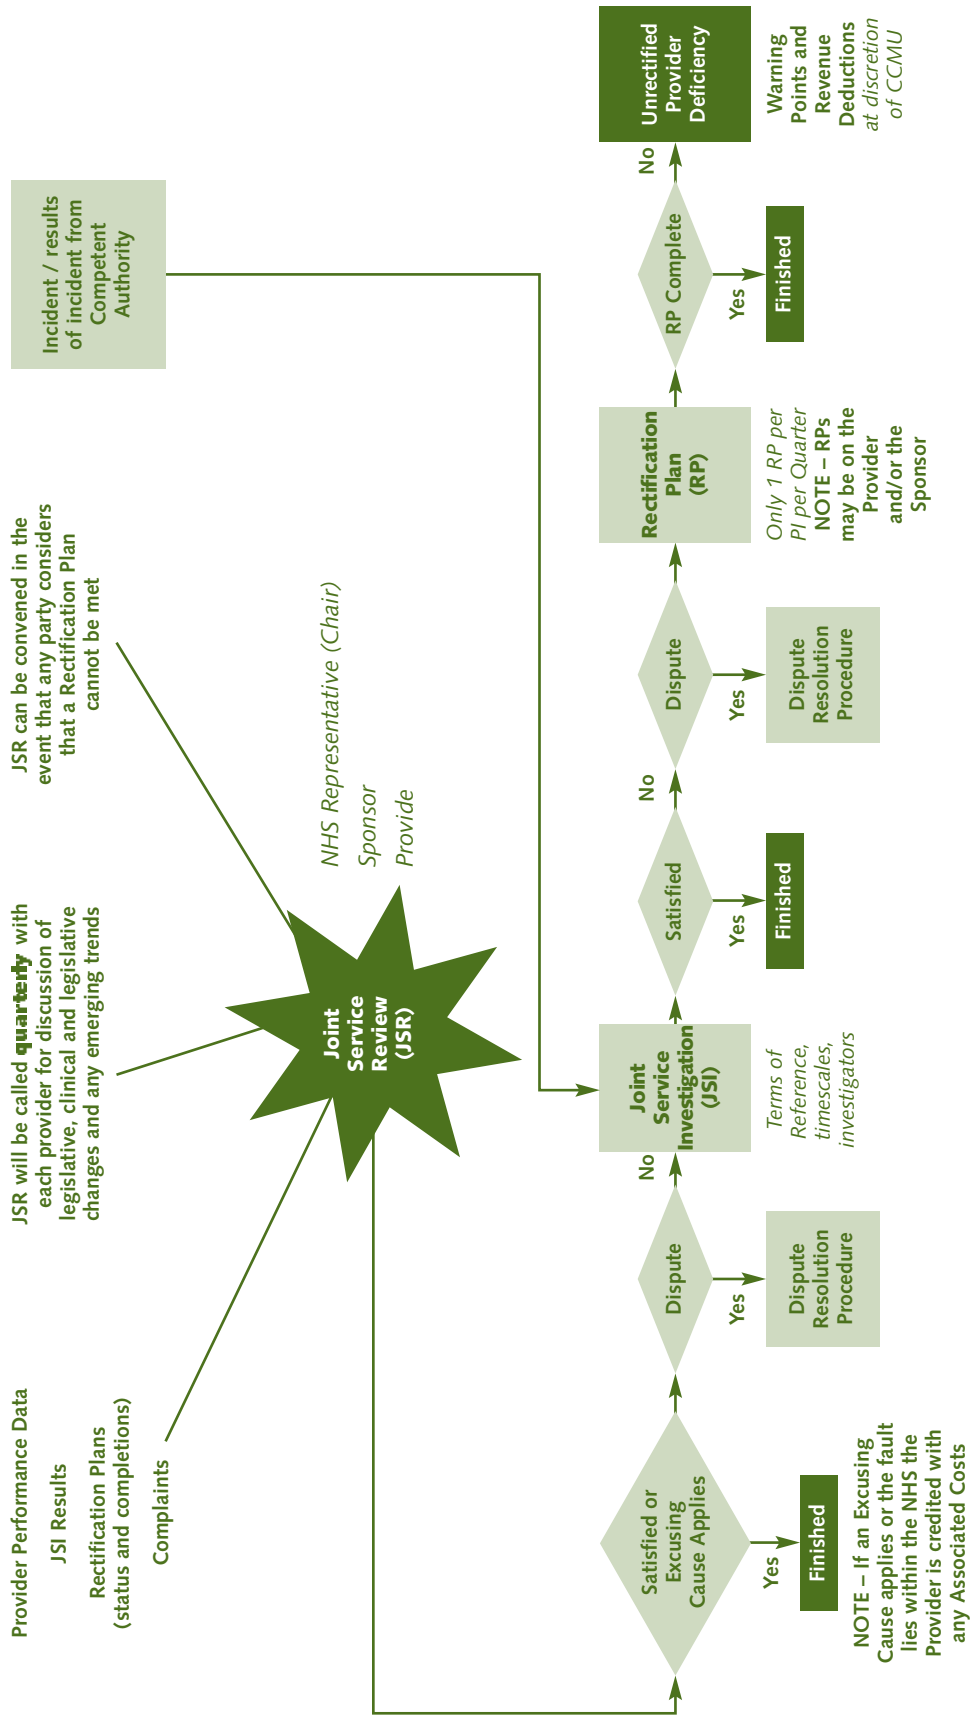 Provider Performance Data
JSI Results
Rectification Plans
(status and completions)
Complaints
JSR will be called quarterly with
each provider for discussion of
legislative, clinical and legislative
changes and any emerging trends
JSR can be convened in the
event that any party considers
that a Rectification Plan
cannot be met
Incident / results
of incident from
Competent
Authority
Joint
Service
Review
(JSR)
NHS Representative (Chair)
Sponsor
Provide
Satisfied or
Excusing
Cause Applies
Yes
Finished
NOTE – If an Excusing
Cause applies or the fault
lies within the NHS the
Provider is credited with
any Associated Costs
Dispute
No
Yes
Dispute
Resolution
Procedure
Joint
Service
Investigation
(JSI)
Terms of
Reference,
timescales,
investigators
Satisfied
No
Yes
Finished
Dispute
Yes
Dispute
Resolution
Procedure
Rectification
Plan
(RP)
Only 1 RP per
PI per Quarter
NOTE – RPs
may be on the
Provider
and/or the
Sponsor
RP Complete
No
Yes
Finished
Unrectified
Provider
Deficiency
Warning
Points and
Revenue
Deductions
at discretion
of CCMU